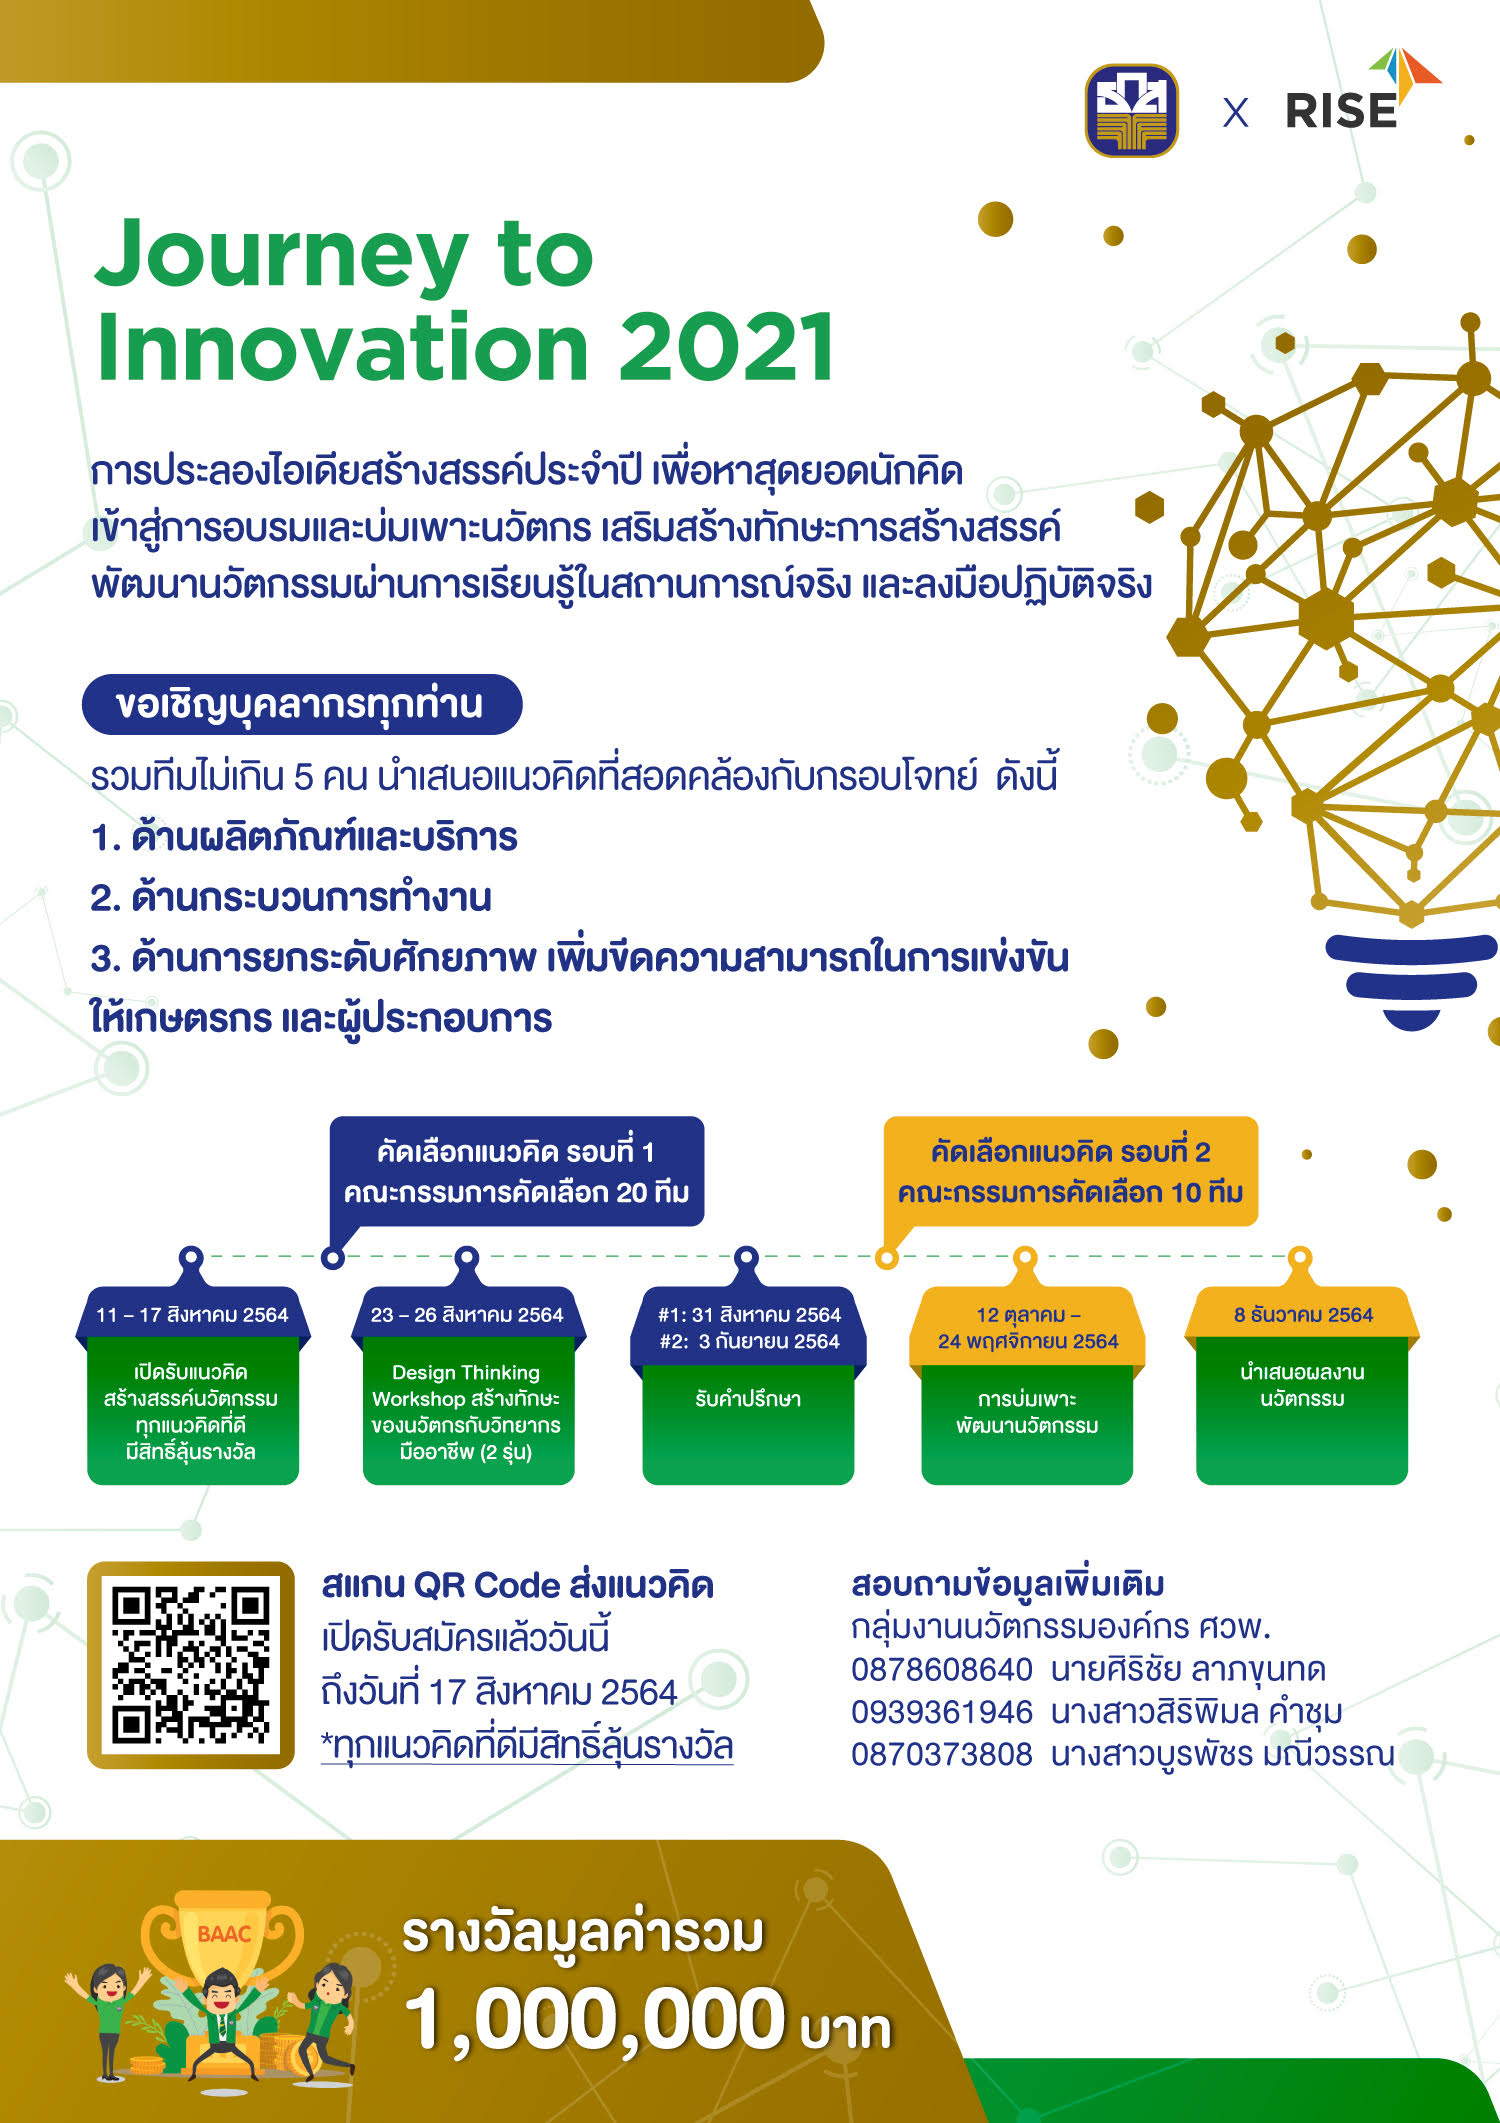 ธกส
X
RISE
Journey to
Innovation 2021
การประลองไอเดียสร้างสรรค์ประจำปี เพื่อหาสุดยอดนักคิด
เข้าสู่การอบรมและบ่มเพาะนวัตกร เสริมสร้างทักษะการสร้างสรรค์
พัฒนานวัตกรรมผ่านการเรียนรู้ในสถานการณ์จริง และลงมือปฏิบัติจริง
ขอเชิญบุคลากรทุกท่าน
รวมทีมไม่เกิน 5 คน นำเสนอแนวคิดที่สอดคล้องกับกรอบโจทย์ ดังนี้
1. ด้านผลิตภัณฑ์และบริการ
2. ด้านกระบวนการทำงาน
3. ด้านการยกระดับศักยภาพ เพิ่มขีดความสามารถในการแข่งขัน
ให้เกษตรกร และผู้ประกอบการ
คัดเลือกแนวคิด รอบที่ 1
คณะกรรมการคัดเลือก 20 ทีม
คัดเลือกแนวคิด รอบที่ 2
คณะกรรมการคัดเลือก 10 ทีม
11 – 17 สิงหาคม 2564
เปิดรับแนวคิด
สร้างสรรค์นวัตกรรม
ทุกแนวคิดที่ดี
มีสิทธิ์ลุ้นรางวัล
23 – 26 สิงหาคม 2564
Design Thinking
Workshop สร้างทักษะ
ของนวัตกรกับวิทยากร
มืออาชีพ (2 รุ่น)
#1: 31 สิงหาคม 2564
#2: 3 กันยายน 2564
รับคำปรึกษา
12 ตุลาคม –
24 พฤศจิกายน 2564
การบ่มเพาะ
พัฒนานวัตกรรม
8 ธันวาคม 2564
นำเสนอผลงาน
นวัตกรรม
สแกน QR Code ส่งแนวคิด
เปิดรับสมัครแล้ววันนี้
ถึงวันที่ 17 สิงหาคม 2564
*ทุกแนวคิดที่ดีมีสิทธิ์ลุ้นรางวัล
สอบถามข้อมูลเพิ่มเติม
กลุ่มงานนวัตกรรมองค์กร ศวพ.
0878608640 นายศิริชัย ลาภขุนทด
0939361946 นางสาวสิริพิมล คำชุม
0870373808 นางสาวบูรพัชร มณีวรรณ
BAAC
รางวัลมูลค่ารวม
1,000,000 บาท